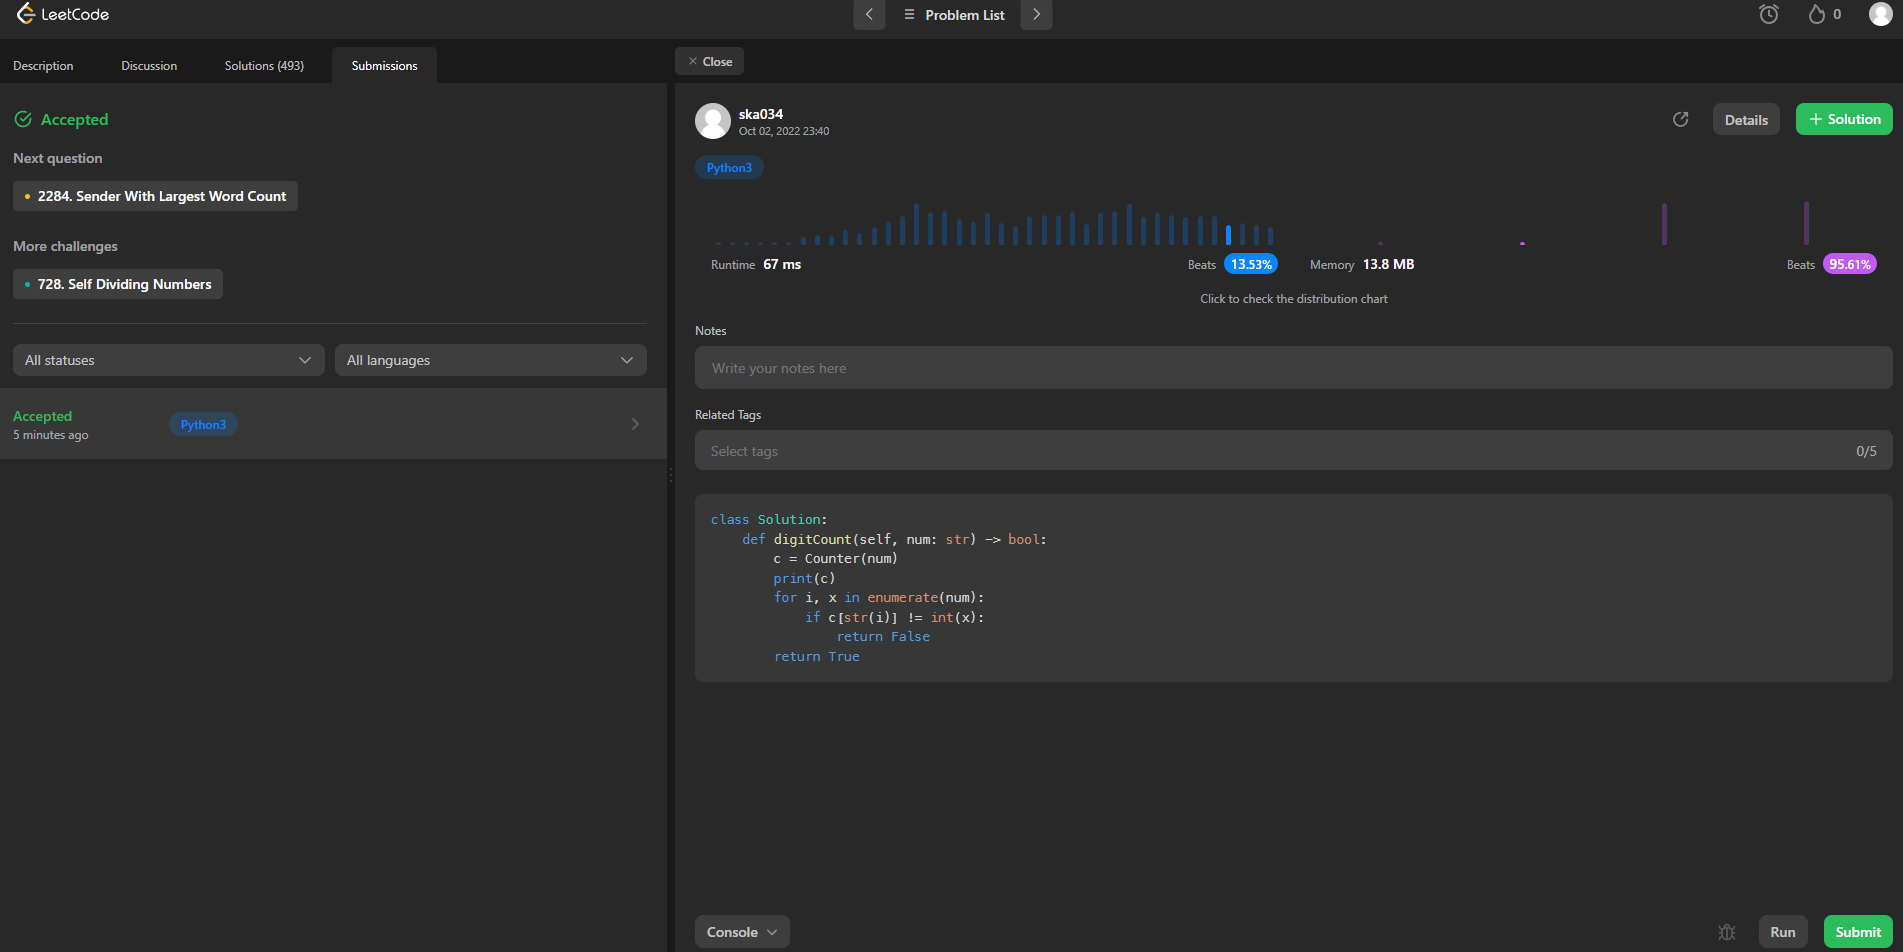 LeetCode
Problem List
0
Description
Discussion
Solutions (493)
Submissions
Close
Accepted
Next question
2284. Sender With Largest Word Count
More challenges
728. Self Dividing Numbers
All statuses
All languages
Accepted
5 minutes ago
Python3
ska034
Oct 02, 2022 23:40
Details
+ Solution
Python3
Runtime 67 ms
Beats 13.53%
Memory 13.8 MB
Beats 95.61%
Click to check the distribution chart
Notes
Write your notes here
Related Tags
Select tags
0/5
class Solution:
    def digitCount(self, num: str) -> bool:
        c = Counter(num)
        print(c)
        for i, x in enumerate(num):
            if c[str(i)] != int(x):
                return False
        return True
Console
Run
Submit